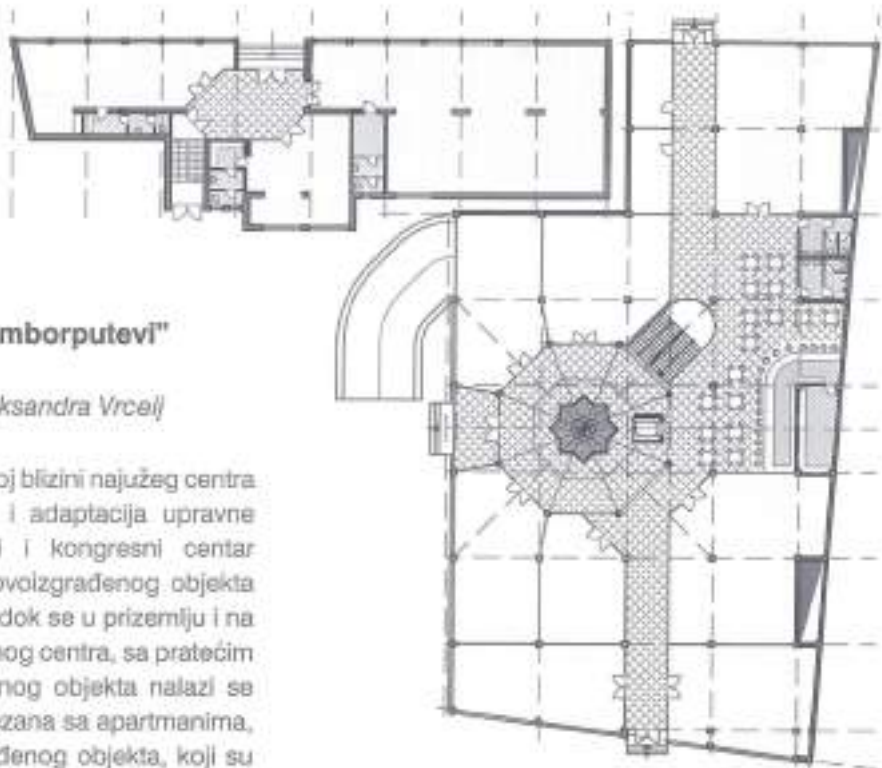 mborputevi"
ksandra Vrcelj
oj blizini najužeg centra
i adaptacija upravne
i i kongresni centar
ovoizgrađenog objekta
dok se u prizemlju i na
nog centra, sa pratećim
nog objekta nalazi se
zana sa apartmanima,
đenog objekta, koji su